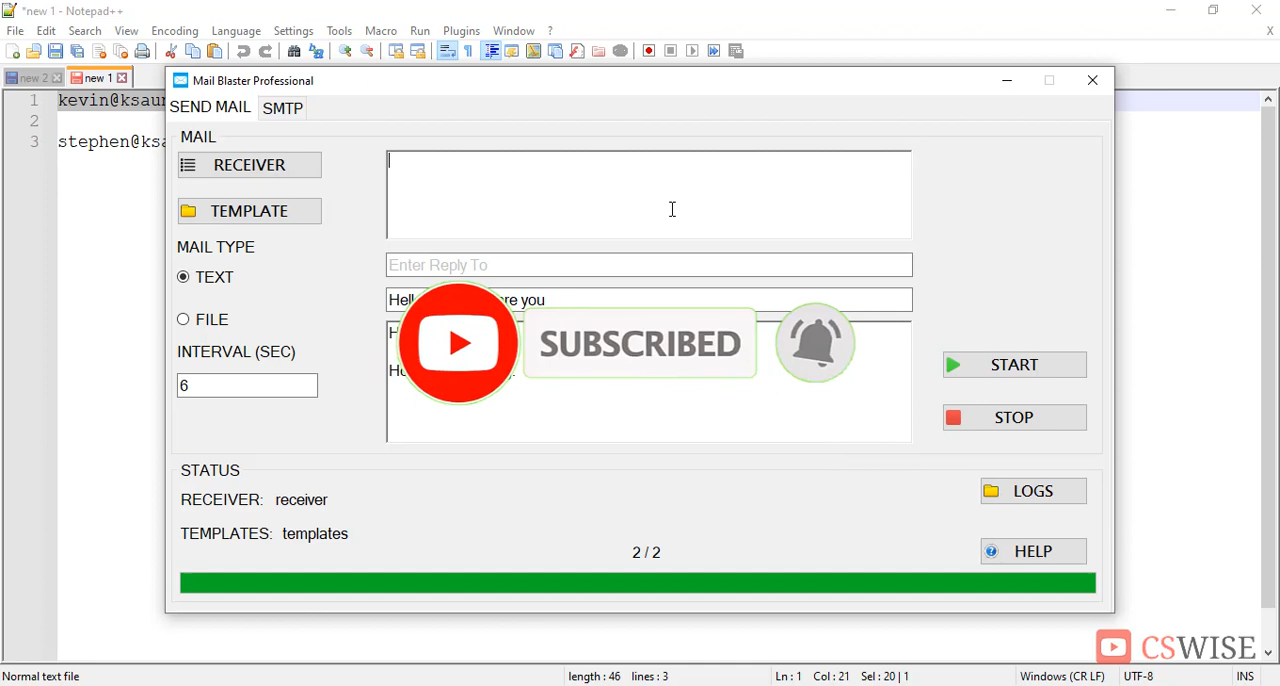 *new 1 - Notepad++
File Edit Search View Encoding Language Settings Tools Macro Run Plugins Window ? X
new 2 new 1
1 kevin@ksaun
2
3 stephen@ksa
Mail Blaster Professional
SEND MAIL SMTP
MAIL
RECEIVER
TEMPLATE
MAIL TYPE
TEXT
Enter Reply To
Hell re you
FILE
SUBSCRIBED
INTERVAL (SEC)
6
START
STOP
STATUS
RECEIVER: receiver
LOGS
TEMPLATES: templates
2 / 2
HELP
CSWISE
Normal text file length : 46 lines : 3 Ln : 1 Col : 21 Sel : 20 | 1 Windows (CR LF) UTF-8 INS